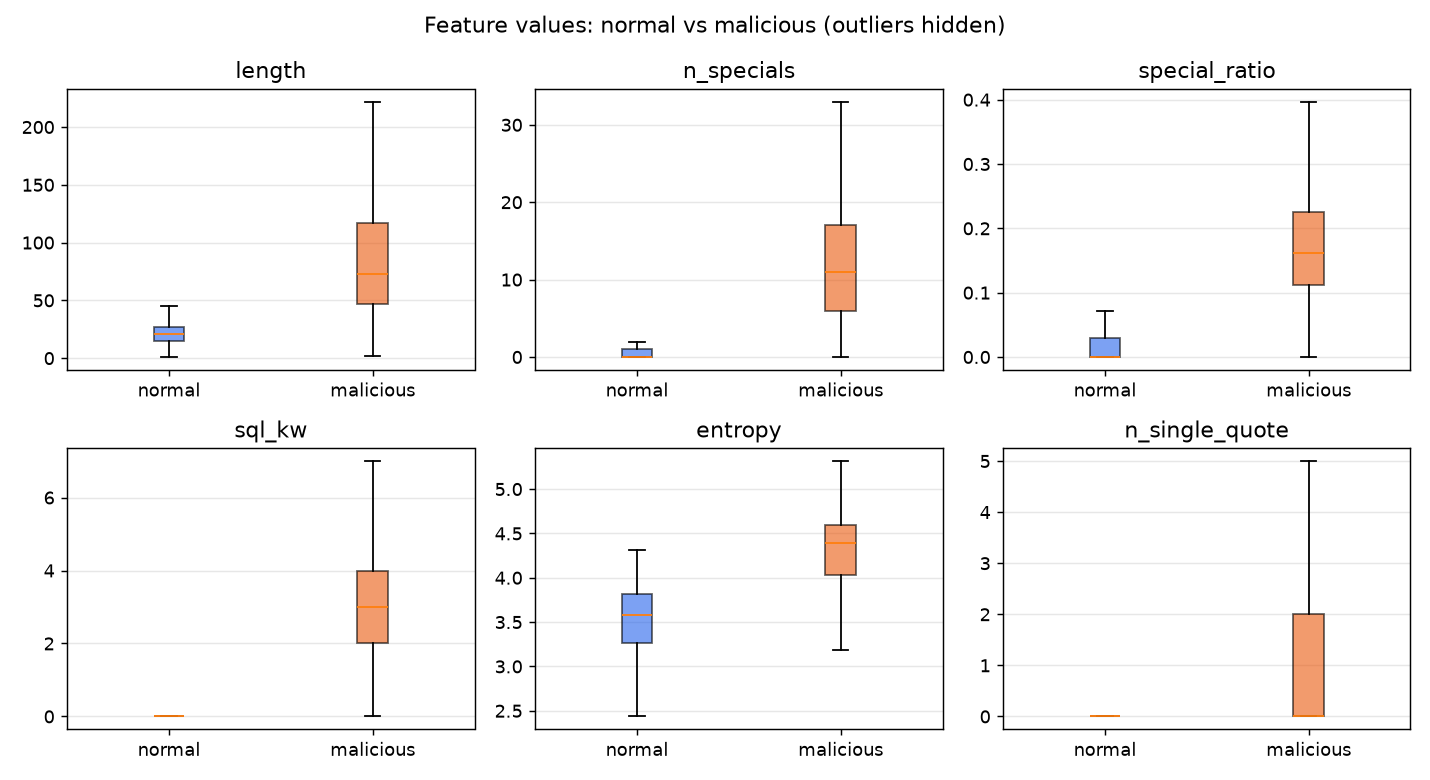 Feature values: normal vs malicious (outliers hidden)
length
n_specials
special_ratio
200
150
100
50
0
normal
malicious
30
20
10
0
normal
malicious
0.4
0.3
0.2
0.1
0.0
normal
malicious
sql_kw
entropy
n_single_quote
6
4
2
0
normal
malicious
5.0
4.5
4.0
3.5
3.0
2.5
normal
malicious
5
4
3
2
1
0
normal
malicious